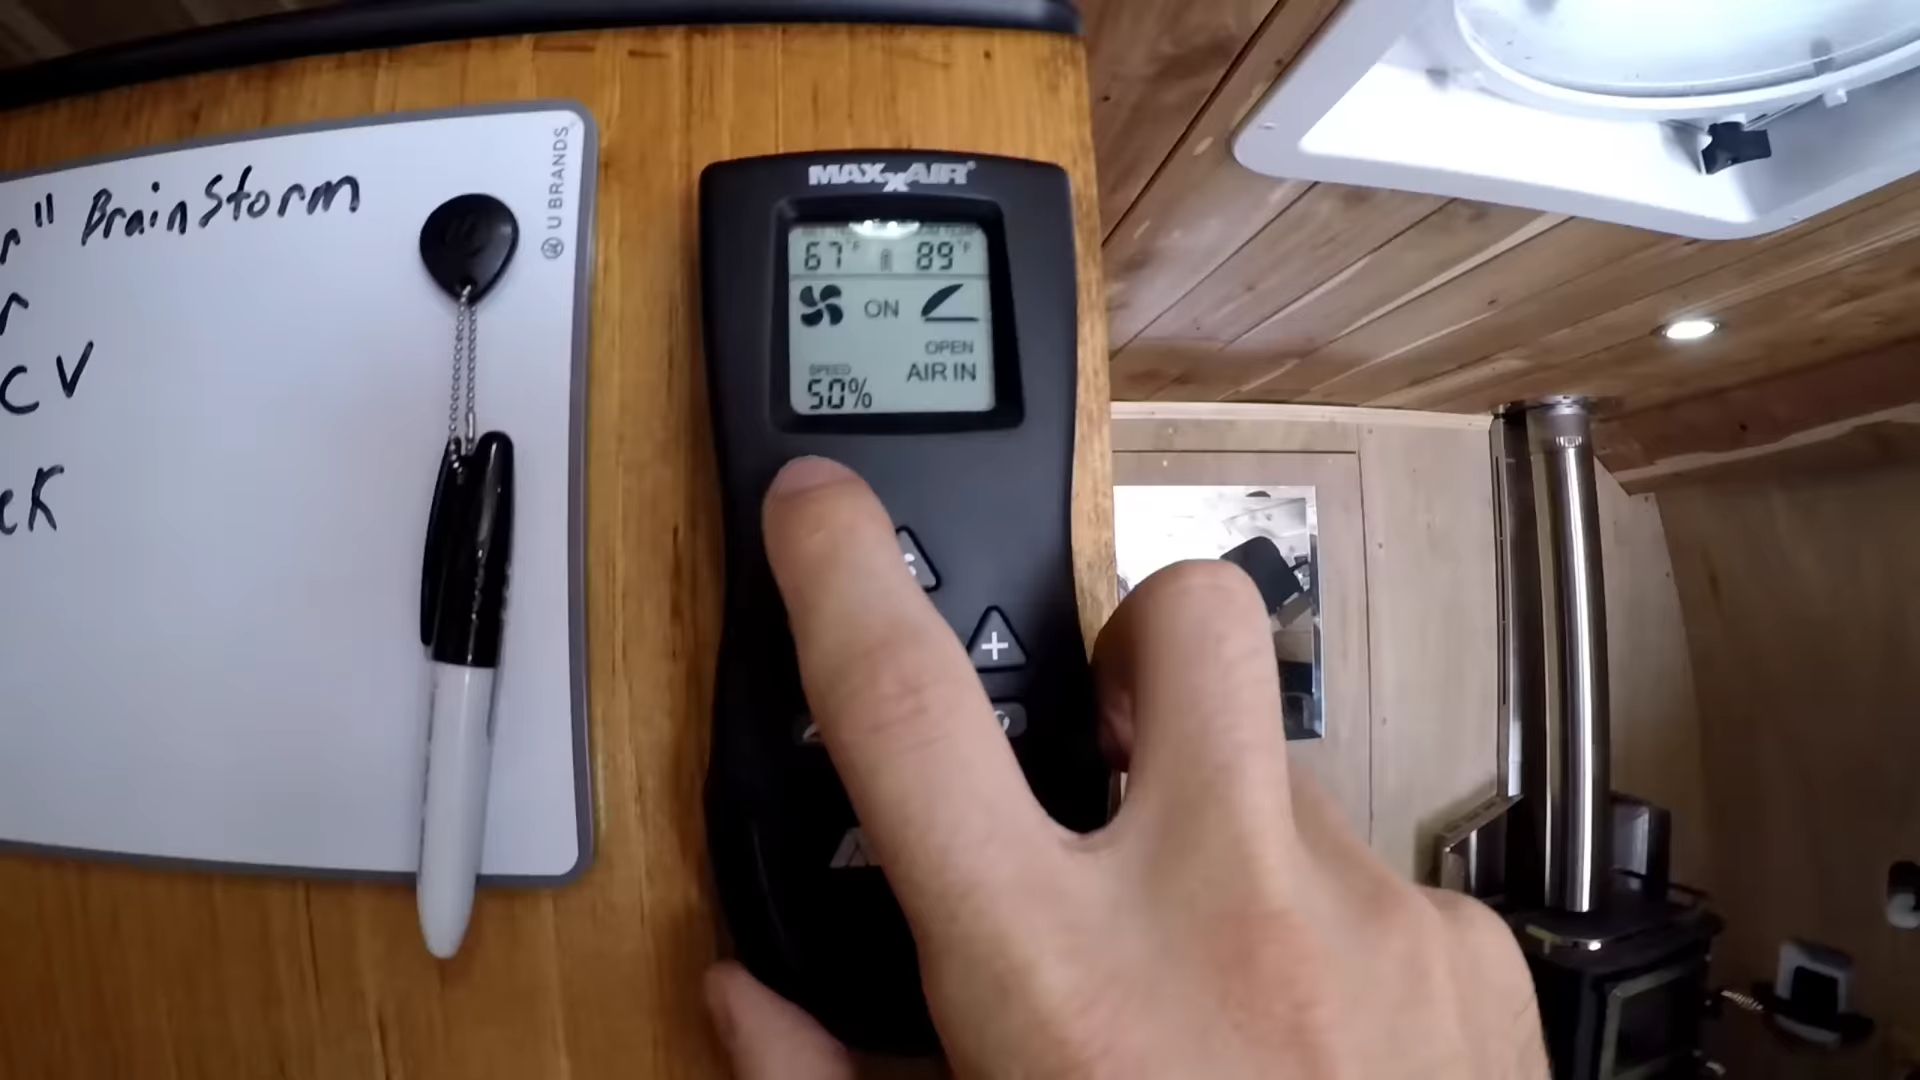 r" BrainStorm
r
CV
ck
U BRANDS
MAXXAIR®
67°F 89°F
ON
OPEN
SPEED AIR IN
50%
+